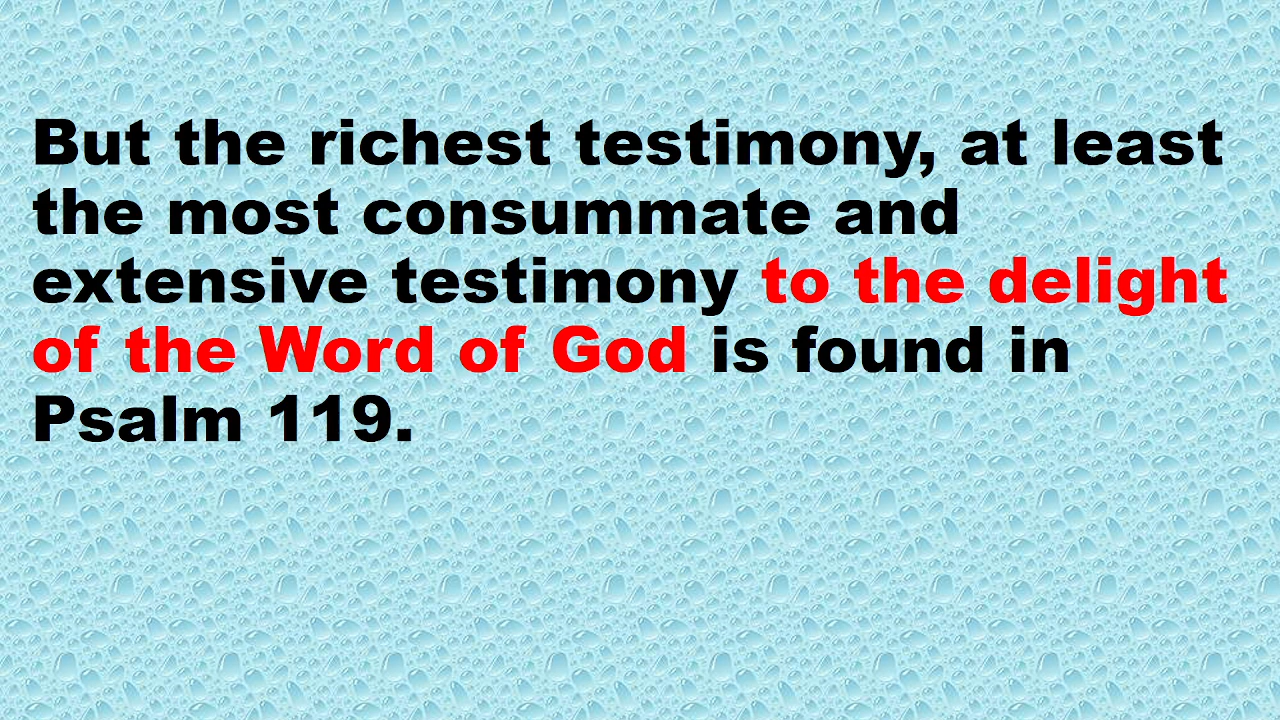 But the richest testimony, at least
the most consummate and
extensive testimony to the delight
of the Word of God is found in
Psalm 119.